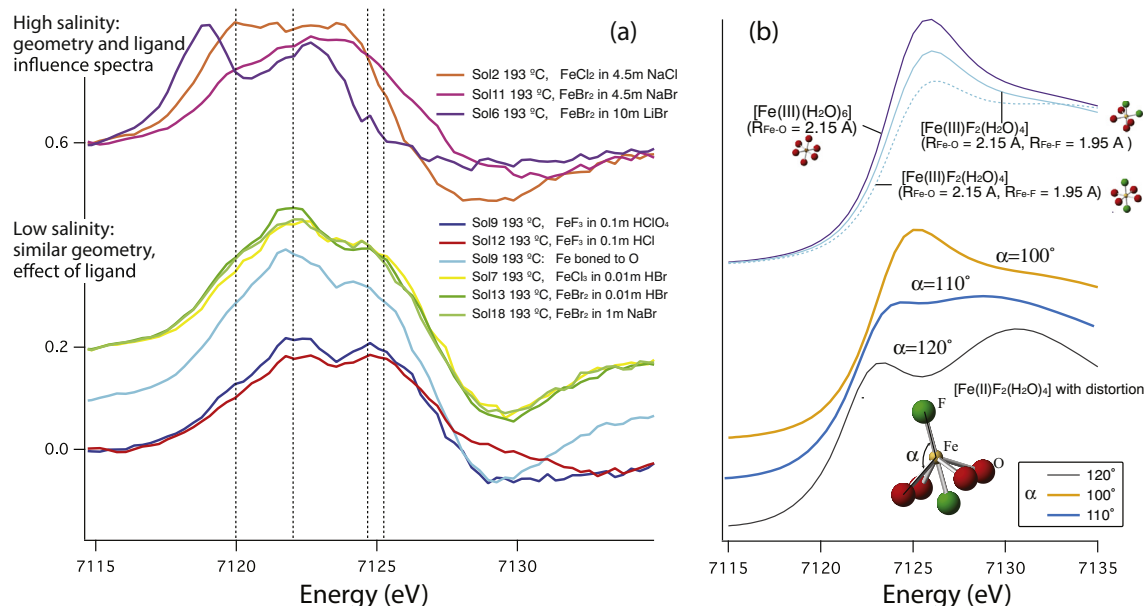 High salinity:
geometry and ligand
influence spectra
(a)
Sol2 193 ºC, FeCl₂ in 4.5m NaCl
Sol11 193 ºC, FeBr₂ in 4.5m NaBr
Sol6 193 ºC, FeBr₂ in 10m LiBr
0.6
Low salinity:
similar geometry,
effect of ligand
Sol9 193 ºC, FeF₃ in 0.1m HClO₄
Sol12 193 ºC, FeF₃ in 0.1m HCl
Sol9 193 ºC: Fe boned to O
Sol7 193 ºC, FeCl₃ in 0.01m HBr
Sol13 193 ºC, FeBr₂ in 0.01m HBr
Sol18 193 ºC, FeBr₂ in 1m NaBr
0.2
0.0
7115 7120 7125 7130
Energy (eV)
(b)
[Fe(III)(H₂O)₆]
(RFe-O = 2.15 A)
[Fe(III)F₂(H₂O)₄]
(RFe-O = 2.15 A, RFe-F = 1.95 A )
[Fe(III)F₂(H₂O)₄]
(RFe-O = 2.15 A, RFe-F = 1.95 A)
α=100°
α=110°
α=120°
[Fe(II)F₂(H₂O)₄] with distortion
F
Fe
α
O
α
120°
100°
110°
7115 7120 7125 7130 7135
Energy (eV)